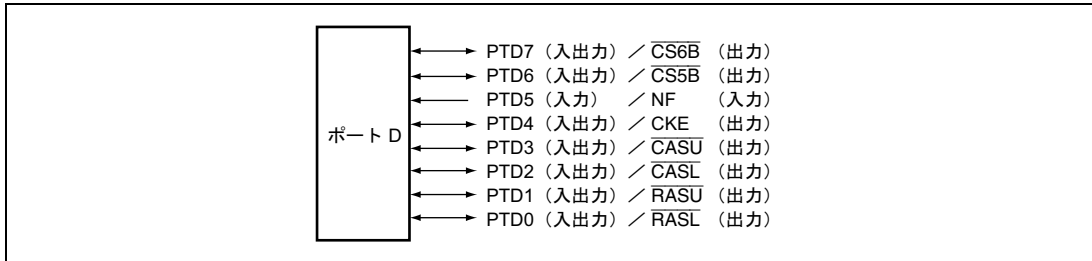 ポート D
PTD7（入出力）／CS6B（出力）
PTD6（入出力）／CS5B（出力）
PTD5（入力）／NF（入力）
PTD4（入出力）／CKE（出力）
PTD3（入出力）／CASU（出力）
PTD2（入出力）／CASL（出力）
PTD1（入出力）／RASU（出力）
PTD0（入出力）／RASL（出力）